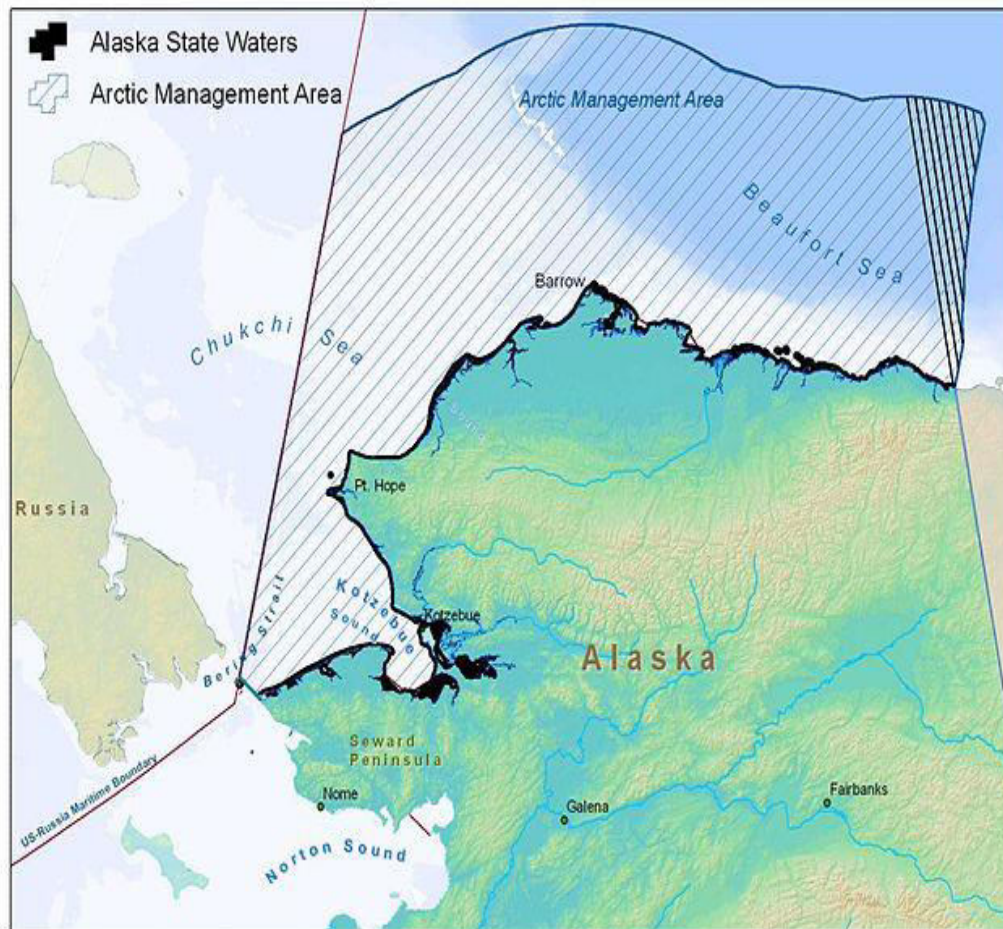 Alaska State Waters
Arctic Management Area
Arctic Management Area
Beaufort Sea
Barrow
Chukchi Sea
Pt. Hope
Russia
Bering Strait
Kotzebue
Sound
Kotzebue
Alaska
Seward
Peninsula
US-Russia Maritime Boundary
Nome
Galena
Fairbanks
Norton Sound